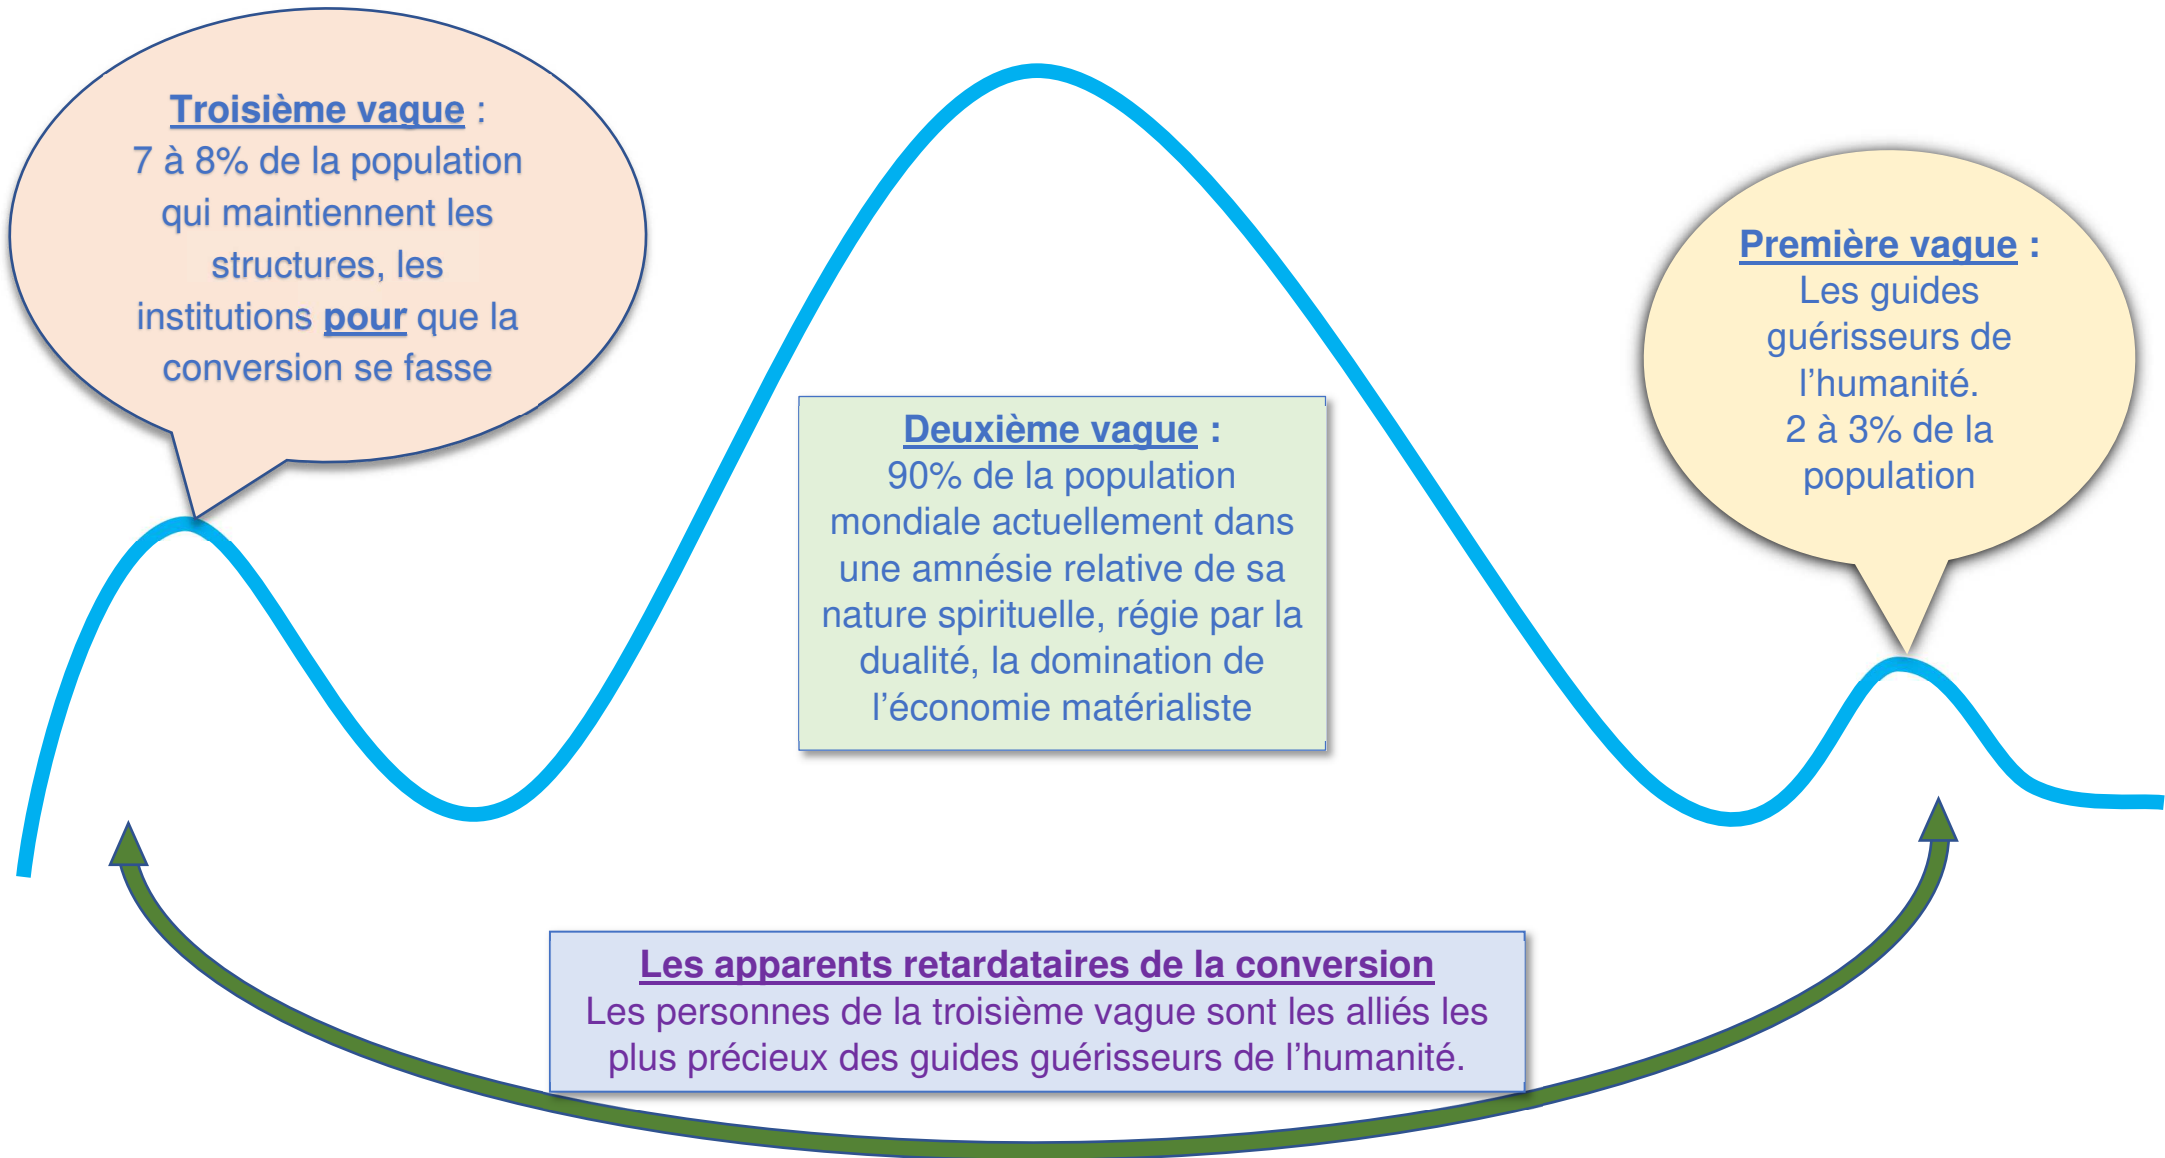 Troisième vague :
7 à 8% de la population
qui maintiennent les
structures, les
institutions pour que la
conversion se fasse
Deuxième vague :
90% de la population
mondiale actuellement dans
une amnésie relative de sa
nature spirituelle, régie par la
dualité, la domination de
l’économie matérialiste
Première vague :
Les guides
guérisseurs de
l’humanité.
2 à 3% de la
population
Les apparents retardataires de la conversion
Les personnes de la troisième vague sont les alliés les
plus précieux des guides guérisseurs de l’humanité.